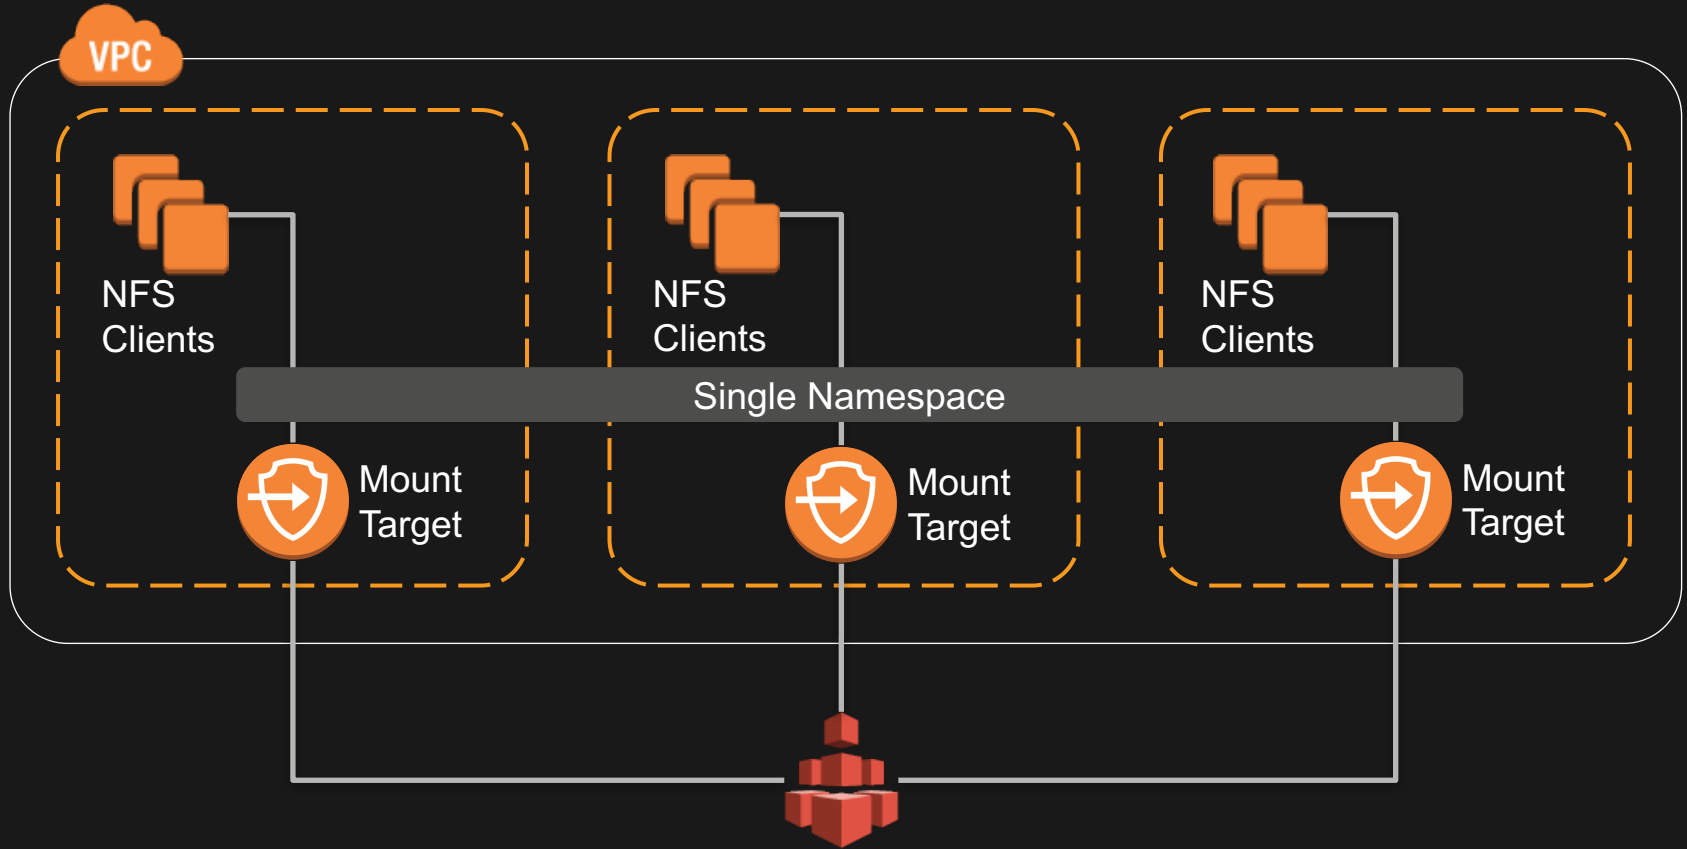 VPC
NFS
Clients
NFS
Clients
NFS
Clients
Single Namespace
Mount
Target
Mount
Target
Mount
Target